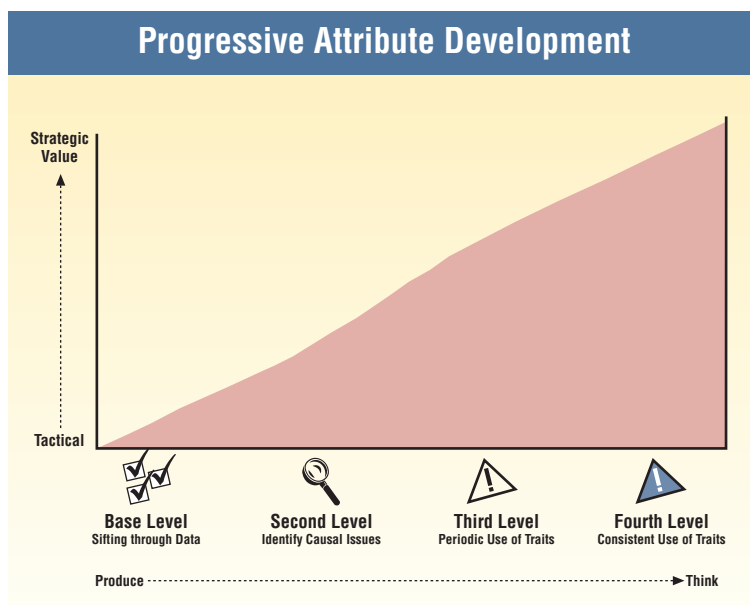 Progressive Attribute Development
Strategic
Value
Tactical
Base Level
Sifting through Data
Second Level
Identify Causal Issues
Third Level
Periodic Use of Traits
Fourth Level
Consistent Use of Traits
Produce
Think